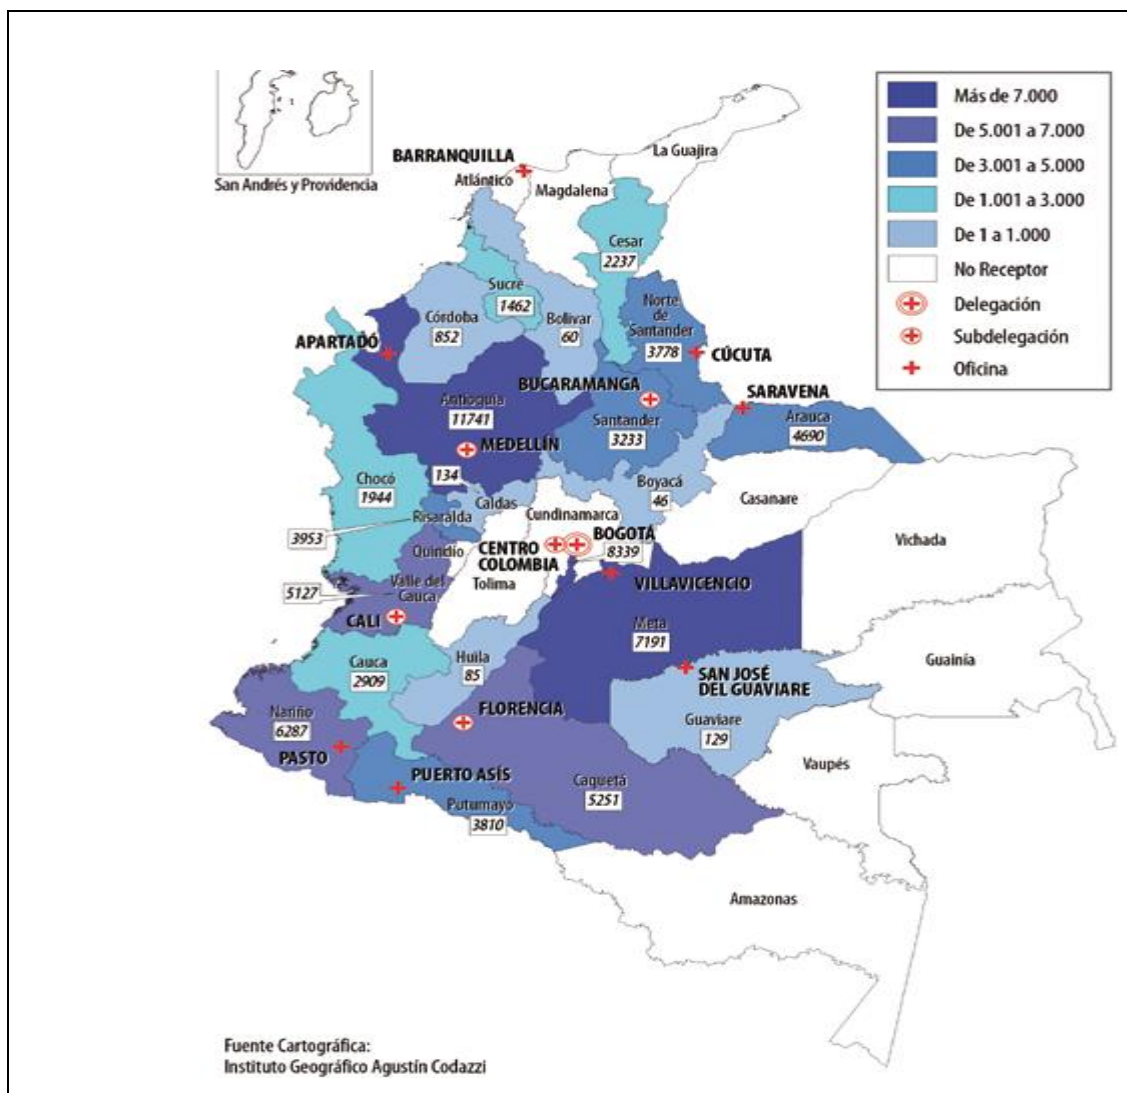 San Andrés y Providencia
Más de 7.000
De 5.001 a 7.000
De 3.001 a 5.000
De 1.001 a 3.000
De 1 a 1.000
No Receptor
Delegación
Subdelegación
Oficina
La Guajira
BARRANQUILLA
Atlántico
Magdalena
Cesar
2237
Sucre
1462
Norte
de
Santander
3778
Córdoba
852
Bolívar
60
APARTADÓ
CÚCUTA
BUCARAMANGA
SARAVENA
Antioquia
11741
Santander
3233
Arauca
4690
MEDELLÍN
134
Chocó
1944
Boyacá
46
Casanare
Caldas
Risaralda
Cundinamarca
3953
Vichada
BOGOTÁ
8339
CENTRO
COLOMBIA
Quindío
Tolima
VILLAVICENCIO
5127
Valle del
Cauca
CALI
Meta
7191
Cauca
2909
Huila
85
Guainía
SAN JOSÉ
DEL GUAVIARE
Nariño
6287
FLORENCIA
Guaviare
129
PASTO
Vaupés
PUERTO ASÍS
Caquetá
5251
Putumayo
3810
Amazonas
Fuente Cartográfica:
Instituto Geográfico Agustín Codazzi